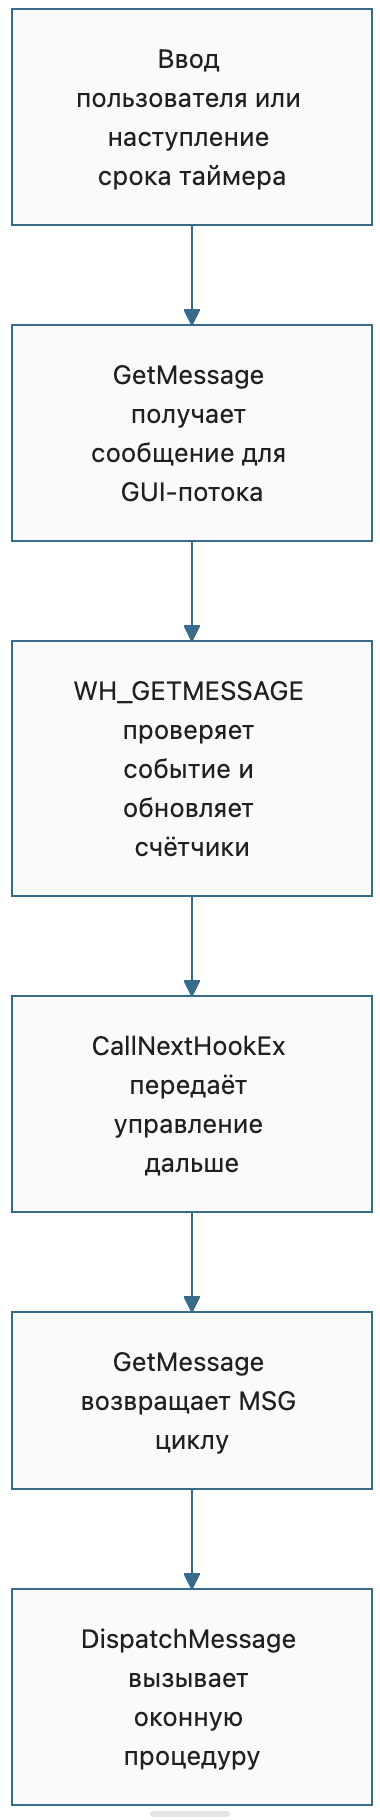 Ввод
пользователя или
наступление
срока таймера
GetMessage
получает
сообщение для
GUI-потока
WH_GETMESSAGE
проверяет
событие и
обновляет
счётчики
CallNextHookEx
передаёт
управление
дальше
GetMessage
возвращает MSG
циклу
DispatchMessage
вызывает
оконную
процедуру